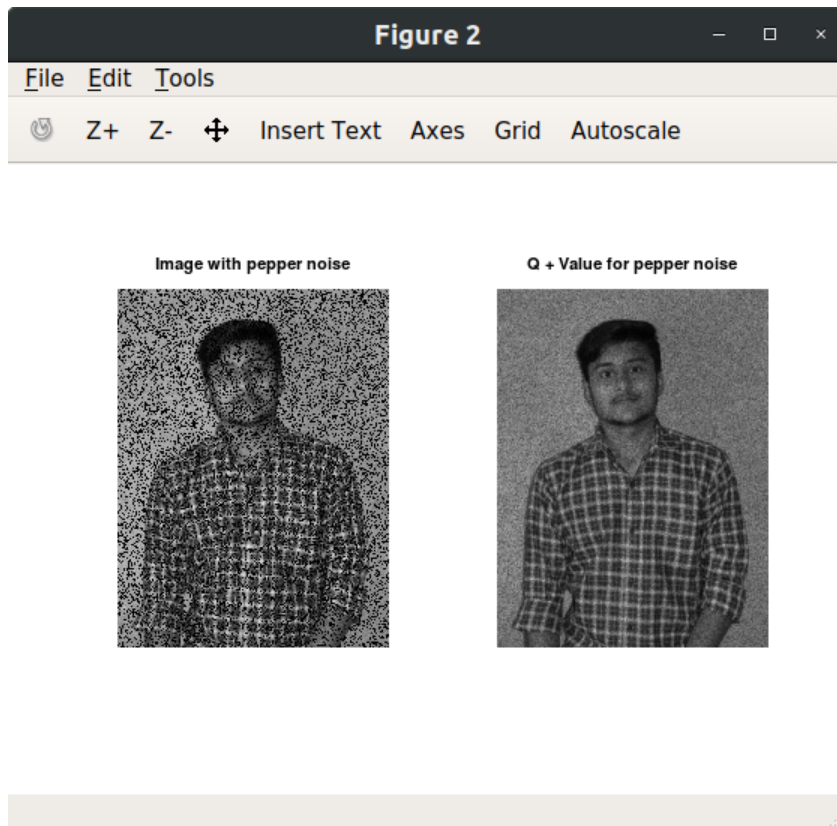 Figure 2
File Edit Tools
Z+ Z- Insert Text Axes Grid Autoscale
Image with pepper noise
Q + Value for pepper noise